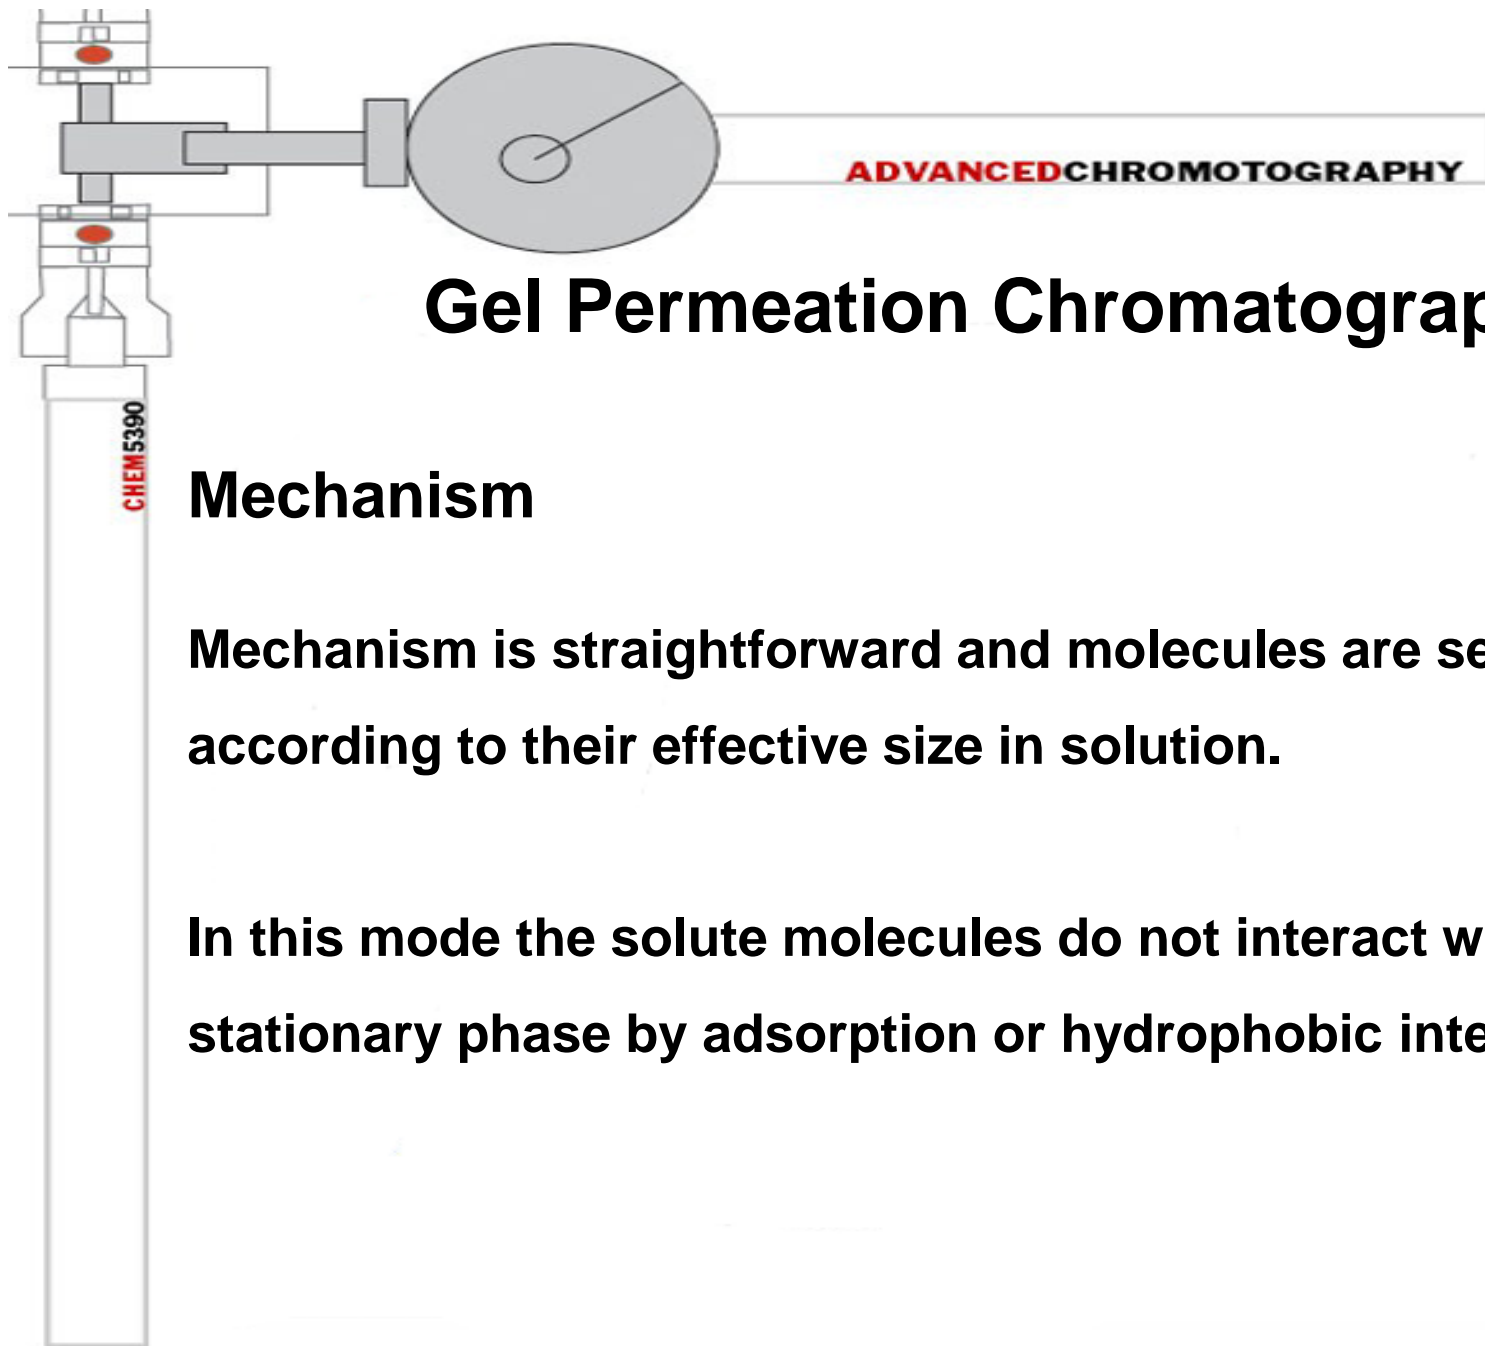 ADVANCEDCHROMOTOGRAPHY
Gel Permeation Chromatograp
CHEM5390
Mechanism
Mechanism is straightforward and molecules are se
according to their effective size in solution.
In this mode the solute molecules do not interact w
stationary phase by adsorption or hydrophobic inte